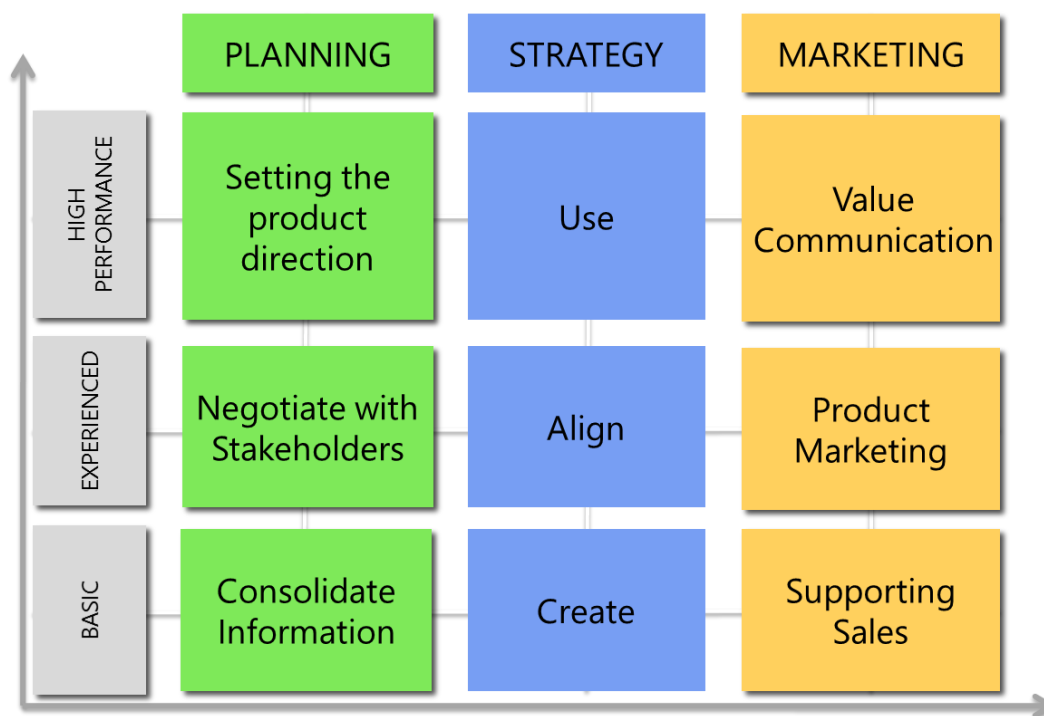 PLANNING
STRATEGY
MARKETING
HIGH
PERFORMANCE
Setting the
product
direction
Use
Value
Communication
EXPERIENCED
Negotiate with
Stakeholders
Align
Product
Marketing
BASIC
Consolidate
Information
Create
Supporting
Sales